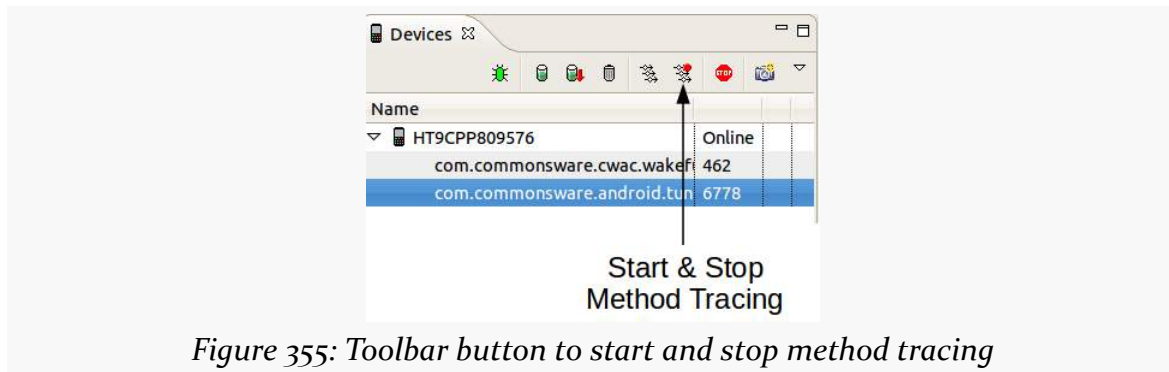 Devices
STOP
Name
HT9CPP809576 Online
com.commonsware.cwac.wakef 462
com.commonsware.android.tun 6778
Start & Stop
Method Tracing
Figure 355: Toolbar button to start and stop method tracing